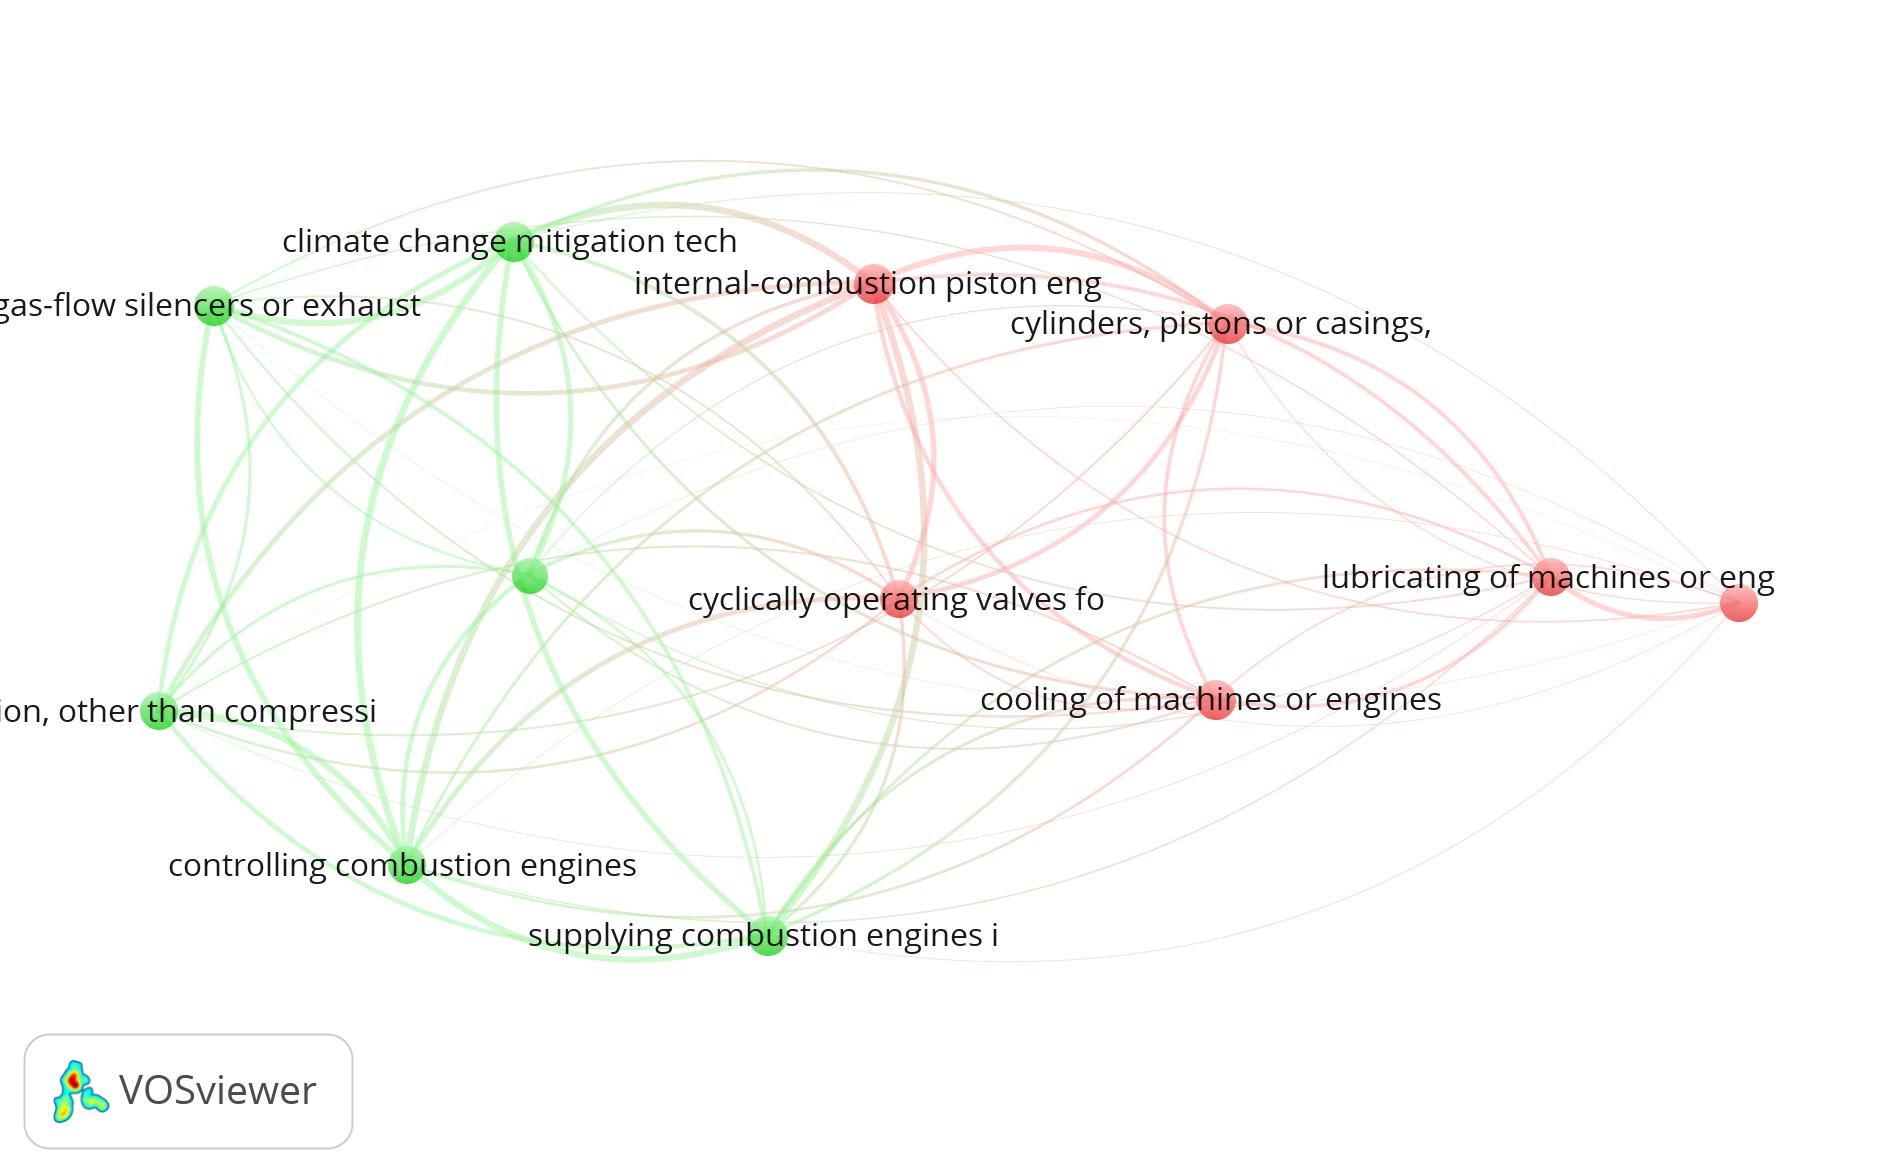 climate change mitigation tech
internal-combustion piston eng
gas-flow silencers or exhaust
cylinders, pistons or casings,
lubricating of machines or eng
cyclically operating valves fo
cooling of machines or engines
ion, other than compressi
controlling combustion engines
supplying combustion engines i
VOSviewer